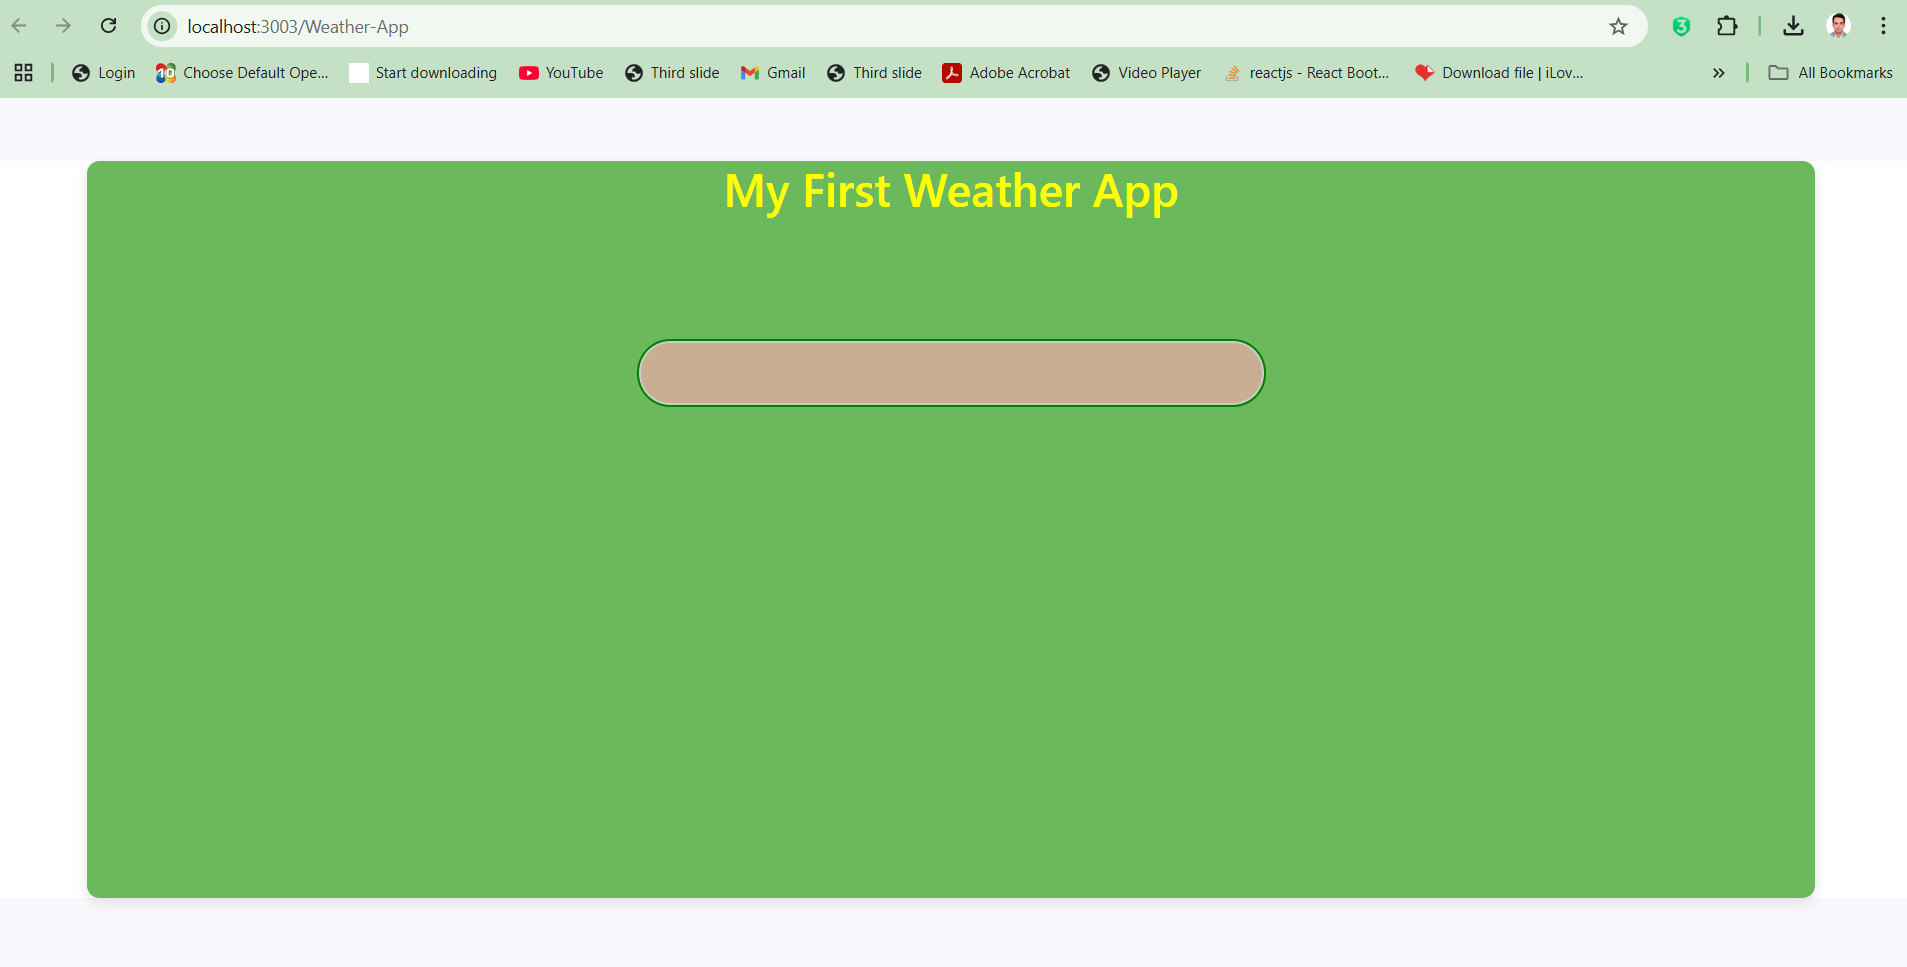 localhost:3003/Weather-App
Login
Choose Default Ope...
Start downloading
YouTube
Third slide
Gmail
Third slide
Adobe Acrobat
Video Player
reactjs - React Boot...
Download file | iLov...
»
All Bookmarks
My First Weather App